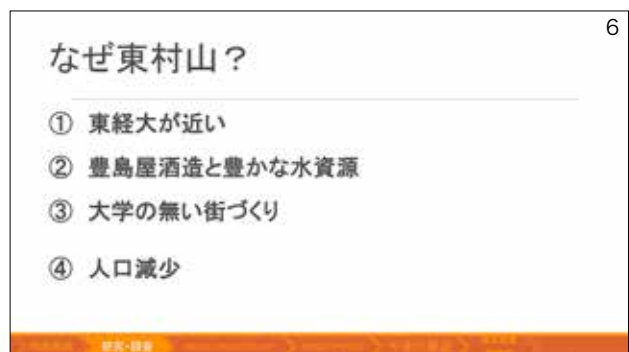 6
なぜ東村山?
① 東経大が近い
② 豊島屋酒造と豊かな水資源
③ 大学の無い街づくり
④ 人口減少